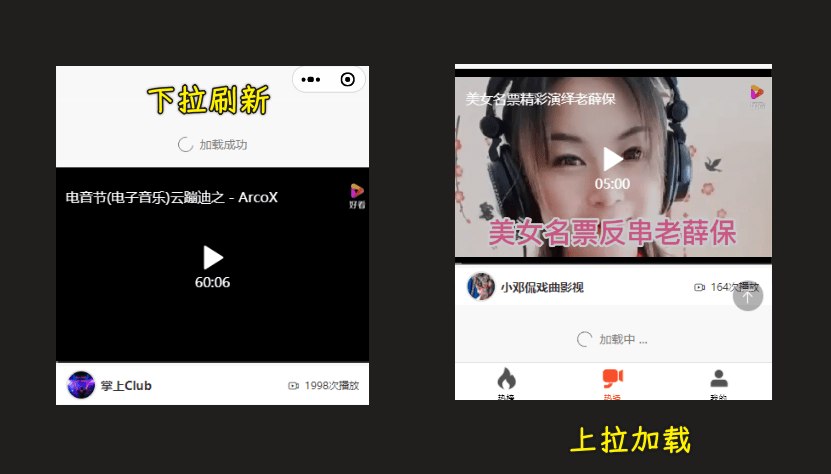 下拉刷新
加载成功
电音节(电子音乐)云蹦迪之 - ArcoX
好看
60:06
掌上Club
1998次播放
美女名票精彩演绎老薛保
05:00
美女名票反串老薛保
小邓侃戏曲影视
164次播放
加载中 ...
热榜
我的
上拉加载